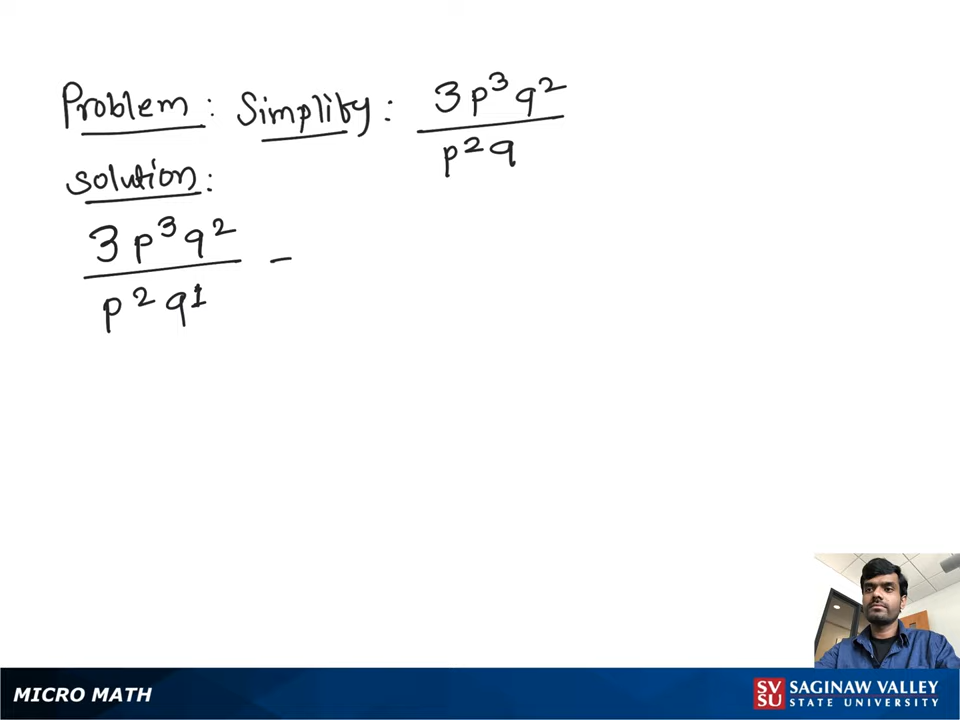 Problem: Simplify: 3p³q²
p²q
Solution:
3p³q²
p²q¹ -
MICRO MATH
SV SU SAGINAW VALLEY
STATE UNIVERSITY